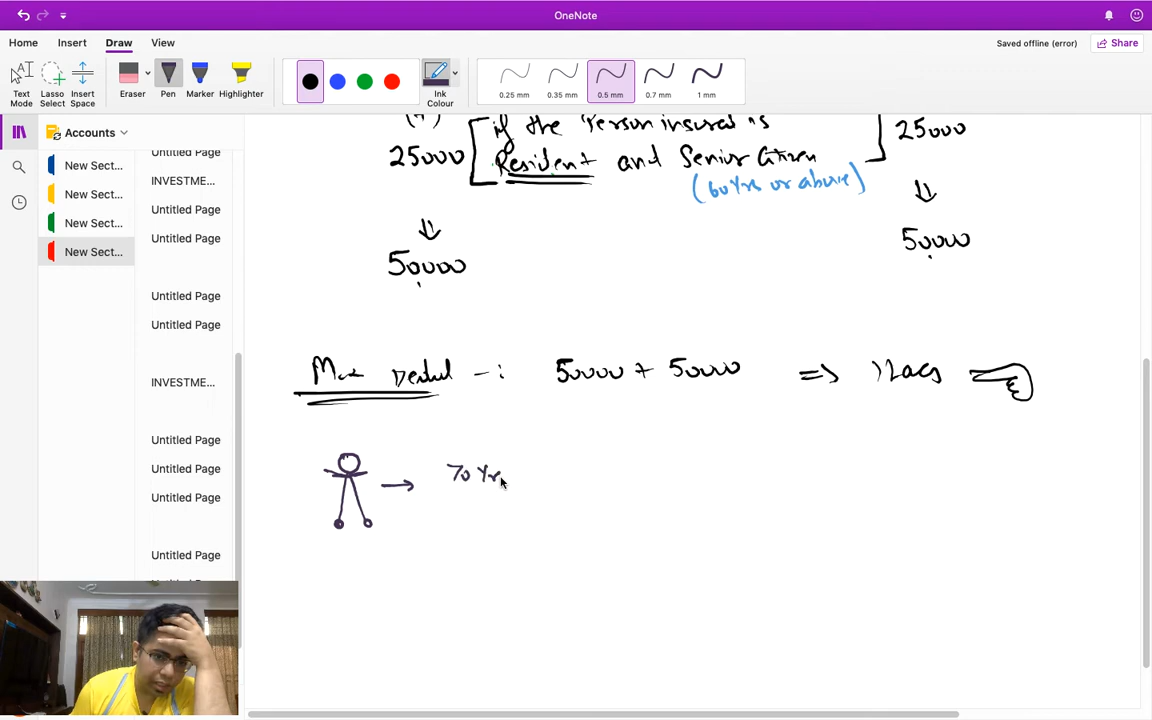 OneNote
Home Insert Draw View
Saved offline (error) Share
Text Mode
Lasso Select
Insert Space
Eraser
Pen
Marker
Highlighter
Ink Colour
0.25 mm 0.35 mm 0.5 mm 0.7 mm 1 mm
Accounts
New Sect...
New Sect...
New Sect...
New Sect...
Untitled Page
INVESTME...
Untitled Page
Untitled Page
Untitled Page
Untitled Page
INVESTME...
Untitled Page
Untitled Page
Untitled Page
Untitled Page
if the Person insured is
25000
25000
Resident and Senior Citizen
(60 Yrs or above)
50000
50000
Max -: 50000 + 50000 => 1 Lacs
70 Yrs